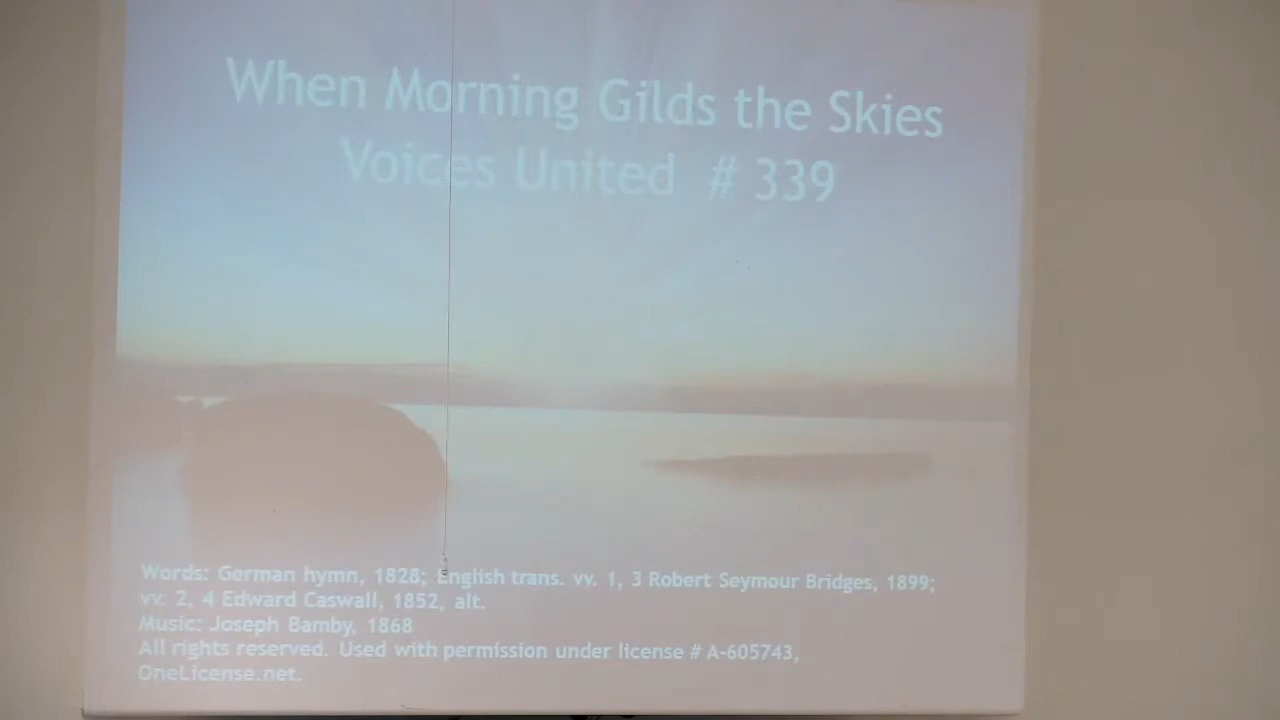 When Morning Gilds the Skies
Voices United # 339
Words: German hymn, 1828; English trans. vv. 1, 3 Robert Seymour Bridges, 1899;
vv. 2, 4 Edward Caswall, 1852, alt.
Music: Joseph Bamby, 1868
All rights reserved. Used with permission under license # A-605743,
OneLicense.net.